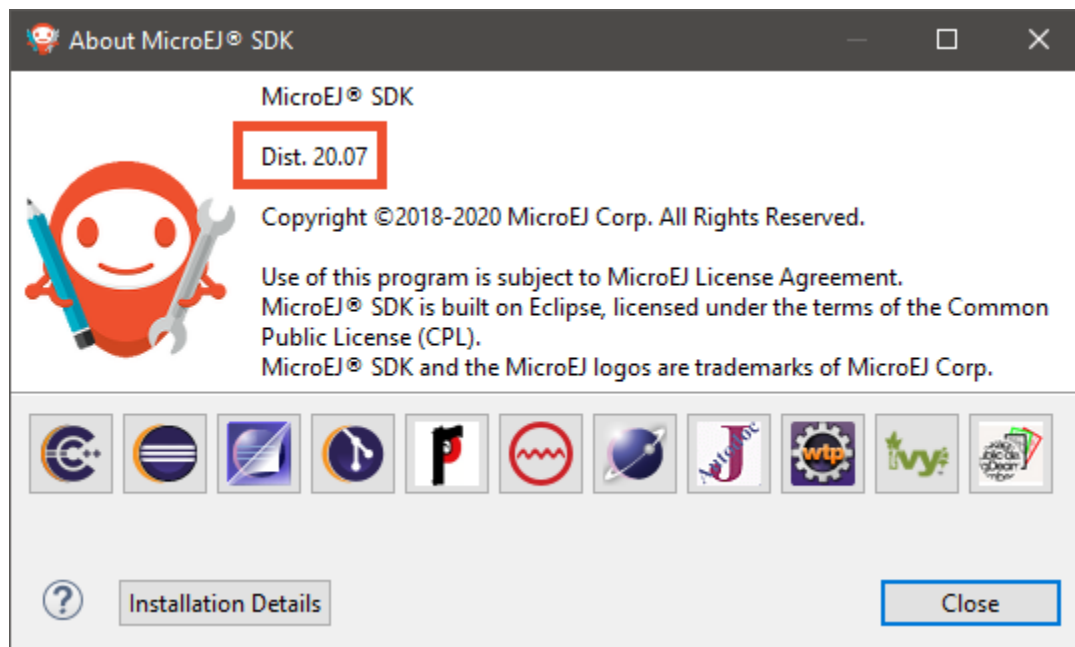 About MicroEJ® SDK
MicroEJ® SDK
Dist. 20.07
Copyright ©2018-2020 MicroEJ Corp. All Rights Reserved.
Use of this program is subject to MicroEJ License Agreement.
MicroEJ® SDK is built on Eclipse, licensed under the terms of the Common
Public License (CPL).
MicroEJ® SDK and the MicroEJ logos are trademarks of MicroEJ Corp.
C++ Autodoc J wtp ivy
? Installation Details Close